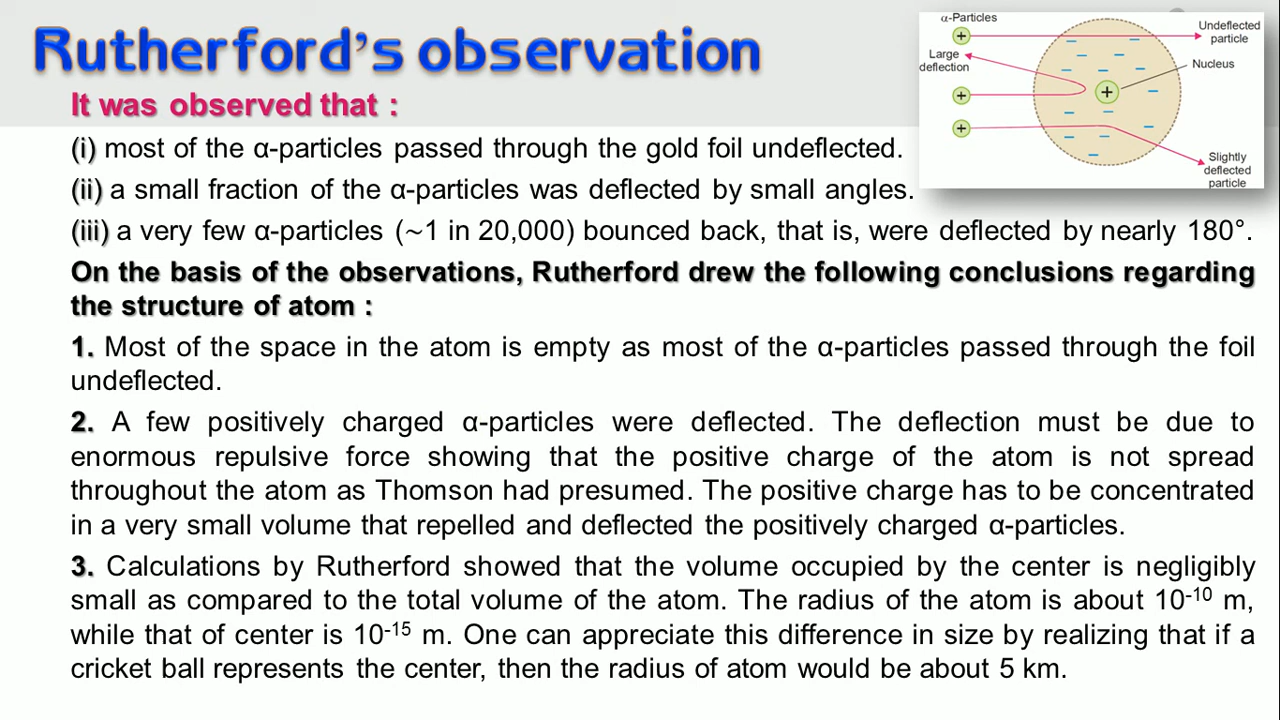 Rutherford's observation
α-Particles
Undeflected
particle
Large
deflection
Nucleus
Slightly
deflected
particle
It was observed that :
(i) most of the α-particles passed through the gold foil undeflected.
(ii) a small fraction of the α-particles was deflected by small angles.
(iii) a very few α-particles (~1 in 20,000) bounced back, that is, were deflected by nearly 180°.
On the basis of the observations, Rutherford drew the following conclusions regarding
the structure of atom :
1. Most of the space in the atom is empty as most of the α-particles passed through the foil
undeflected.
2. A few positively charged α-particles were deflected. The deflection must be due to
enormous repulsive force showing that the positive charge of the atom is not spread
throughout the atom as Thomson had presumed. The positive charge has to be concentrated
in a very small volume that repelled and deflected the positively charged α-particles.
3. Calculations by Rutherford showed that the volume occupied by the center is negligibly
small as compared to the total volume of the atom. The radius of the atom is about 10⁻¹⁰ m,
while that of center is 10⁻¹⁵ m. One can appreciate this difference in size by realizing that if a
cricket ball represents the center, then the radius of atom would be about 5 km.